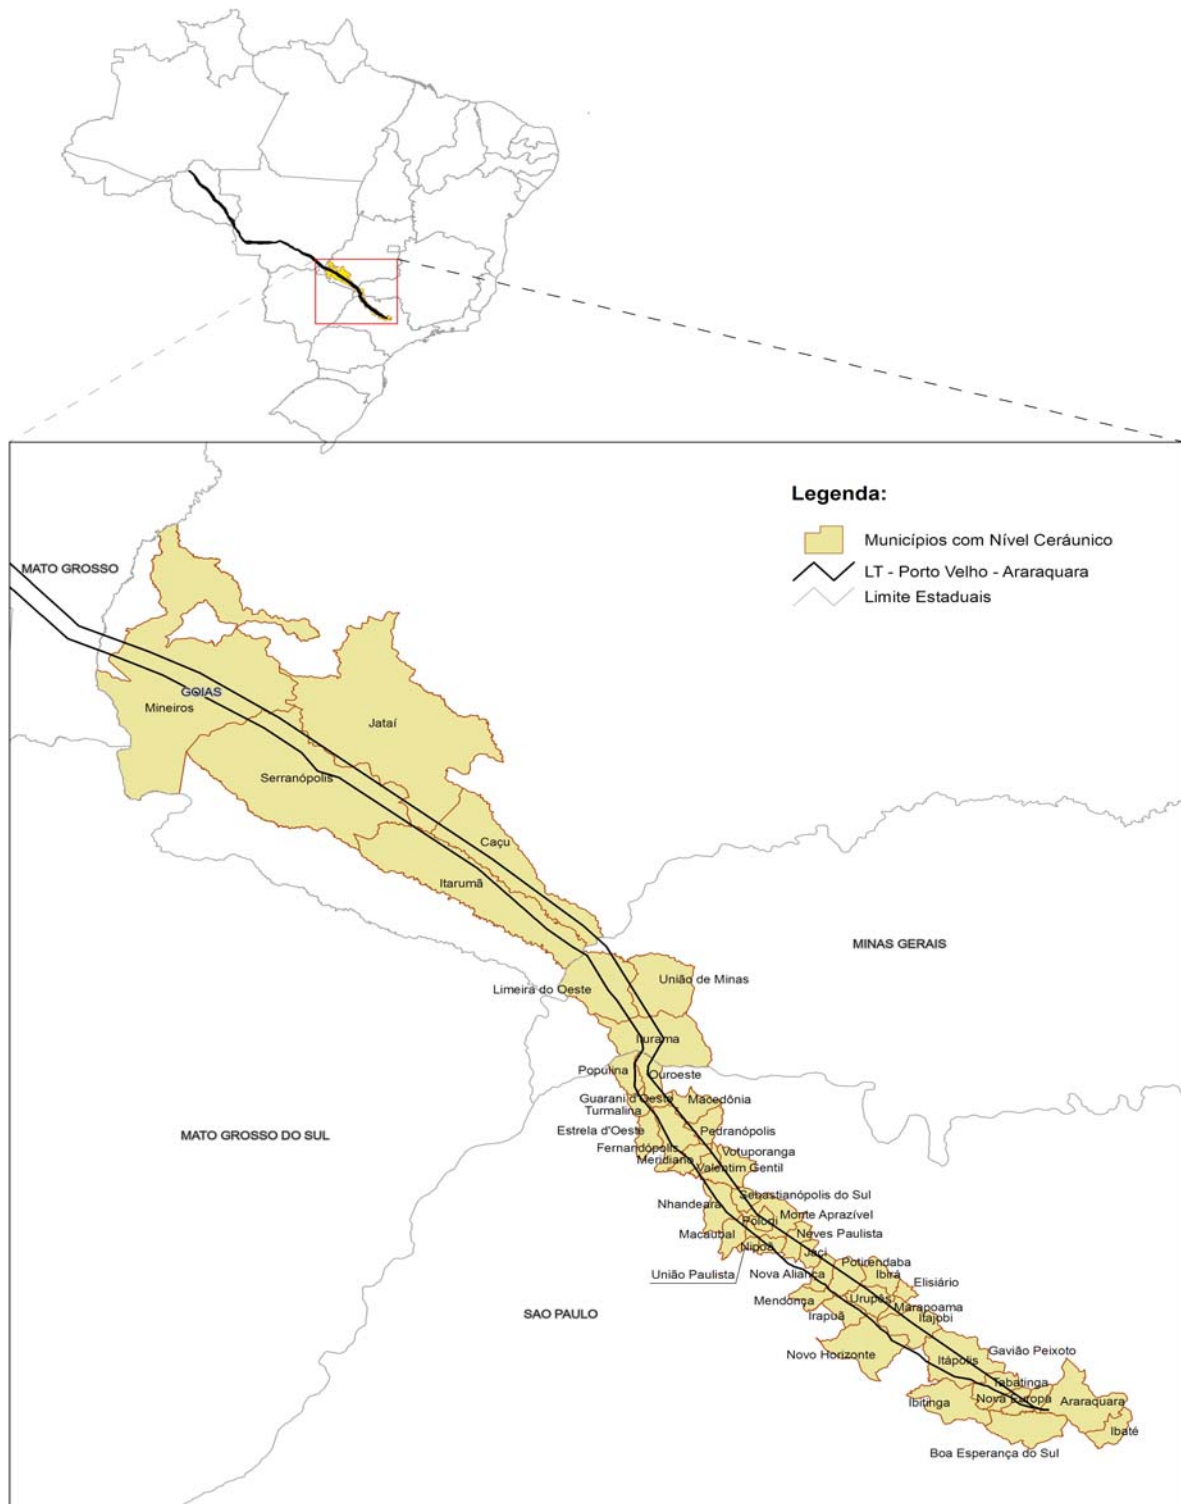 Legenda:
Municípios com Nível Ceráunico
MATO GROSSO
LT - Porto Velho - Araraquara
Limite Estaduais
GOIAS
Mineiros
Jataí
Serranópolis
Caçu
Itarumã
MINAS GERAIS
União de Minas
Limeira do Oeste
Iturama
Populina
Ouroeste
Guarani d'Oeste
Macedônia
Turmalina
Estrela d'Oeste
Pedranópolis
MATO GROSSO DO SUL
Fernandópolis
Votuporanga
Meridiano
Valentim Gentil
Sebastianópolis do Sul
Nhandeara
Monte Aprazível
Poloni
Macaubal
Neves Paulista
Nipoã
Jaci
Potirendaba
União Paulista
Nova Aliança
Ibirá
Elisiário
Mendonça
Urupês
Marapoama
SAO PAULO
Irapuã
Itajobi
Novo Horizonte
Itápolis
Gavião Peixoto
Tabatinga
Ibitinga
Nova Europa
Araraquara
Ibaté
Boa Esperança do Sul